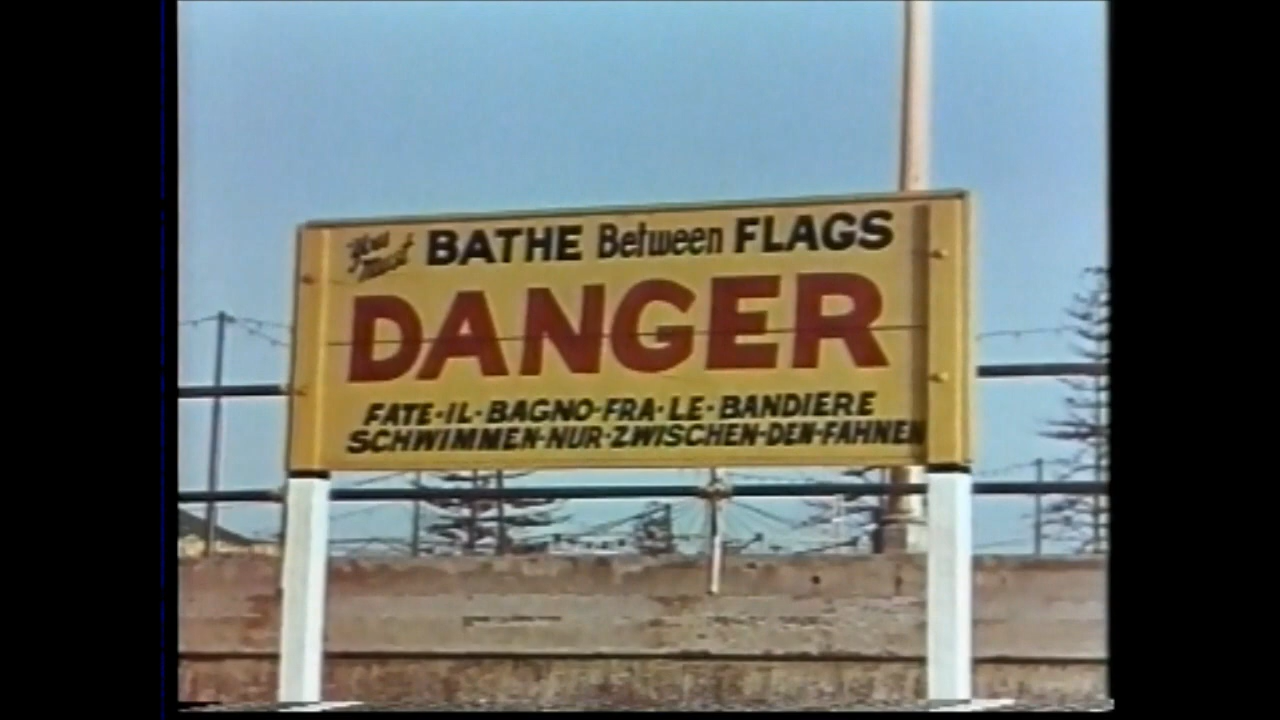 You Must BATHE Between FLAGS
DANGER
FATE-IL-BAGNO-FRA-LE-BANDIERE
SCHWIMMEN-NUR-ZWISCHEN-DEN-FAHNEN